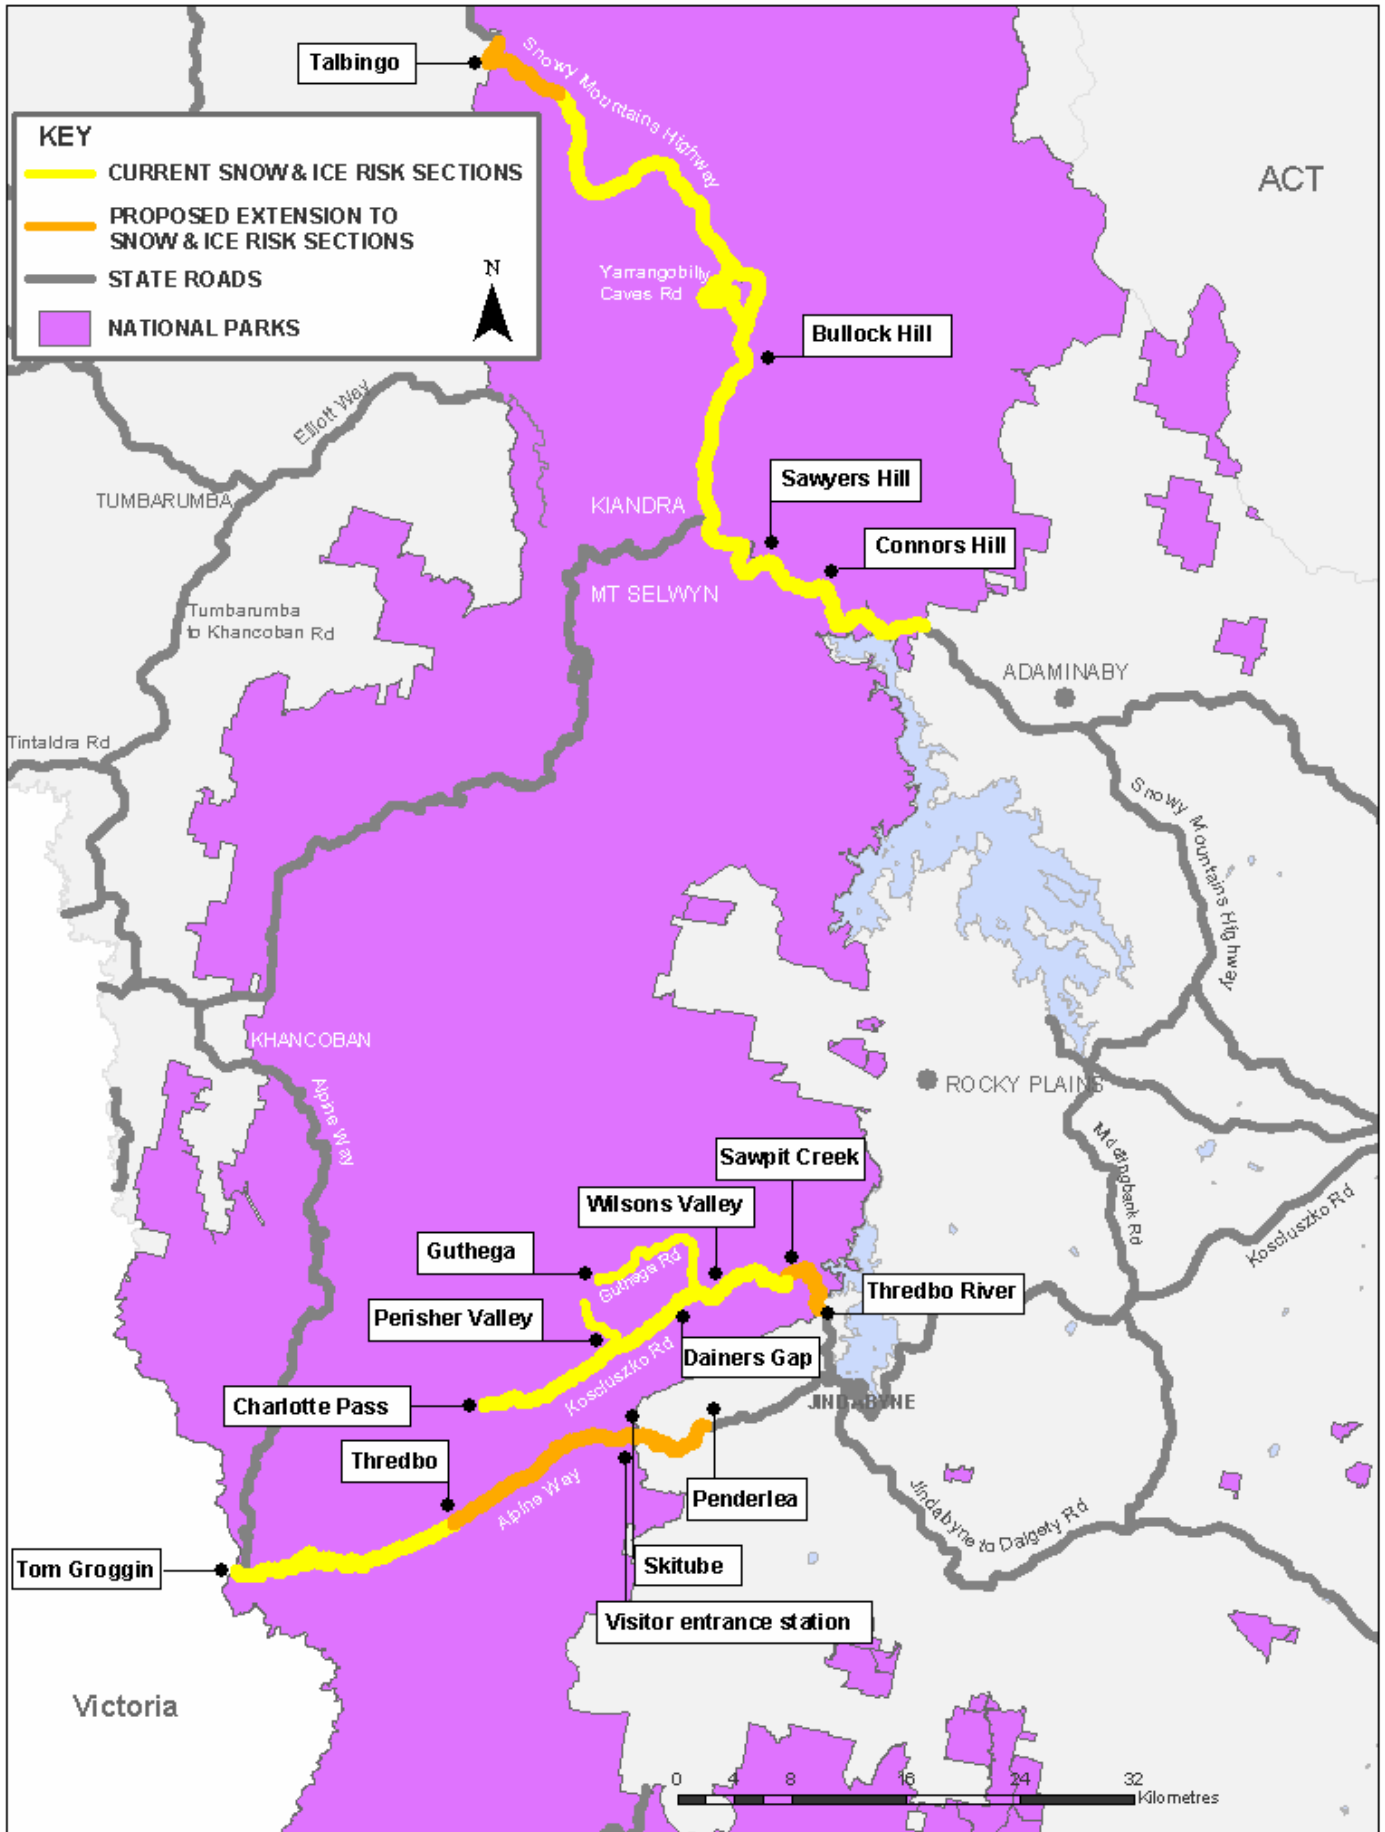 Talbingo
Snowy Mountains Highway
ACT
KEY
CURRENT SNOW & ICE RISK SECTIONS
PROPOSED EXTENSION TO
SNOW & ICE RISK SECTIONS
STATE ROADS
NATIONAL PARKS
N
Yarrangobilly
Caves Rd
Bullock Hill
Elliott Way
Sawyers Hill
TUMBARUMBA
KIANDRA
Connors Hill
MT SELWYN
Tumbarumba
to Khancoban Rd
ADAMINABY
Tintaldra Rd
Snowy Mountains Highway
KHANCOBAN
Alpine Way
ROCKY PLAINS
Sawpit Creek
Wilsons Valley
Guthega
Guthega Rd
Kosciuszko Rd
Thredbo River
Perisher Valley
Dainers Gap
Kosciuszko Rd
Charlotte Pass
JINDABYNE
Thredbo
Alpine Way
Penderlea
Jindabyne to Dalgety Rd
Tom Groggin
Skitube
Visitor entrance station
Victoria
0 4 8 16 24 32
Kilometres